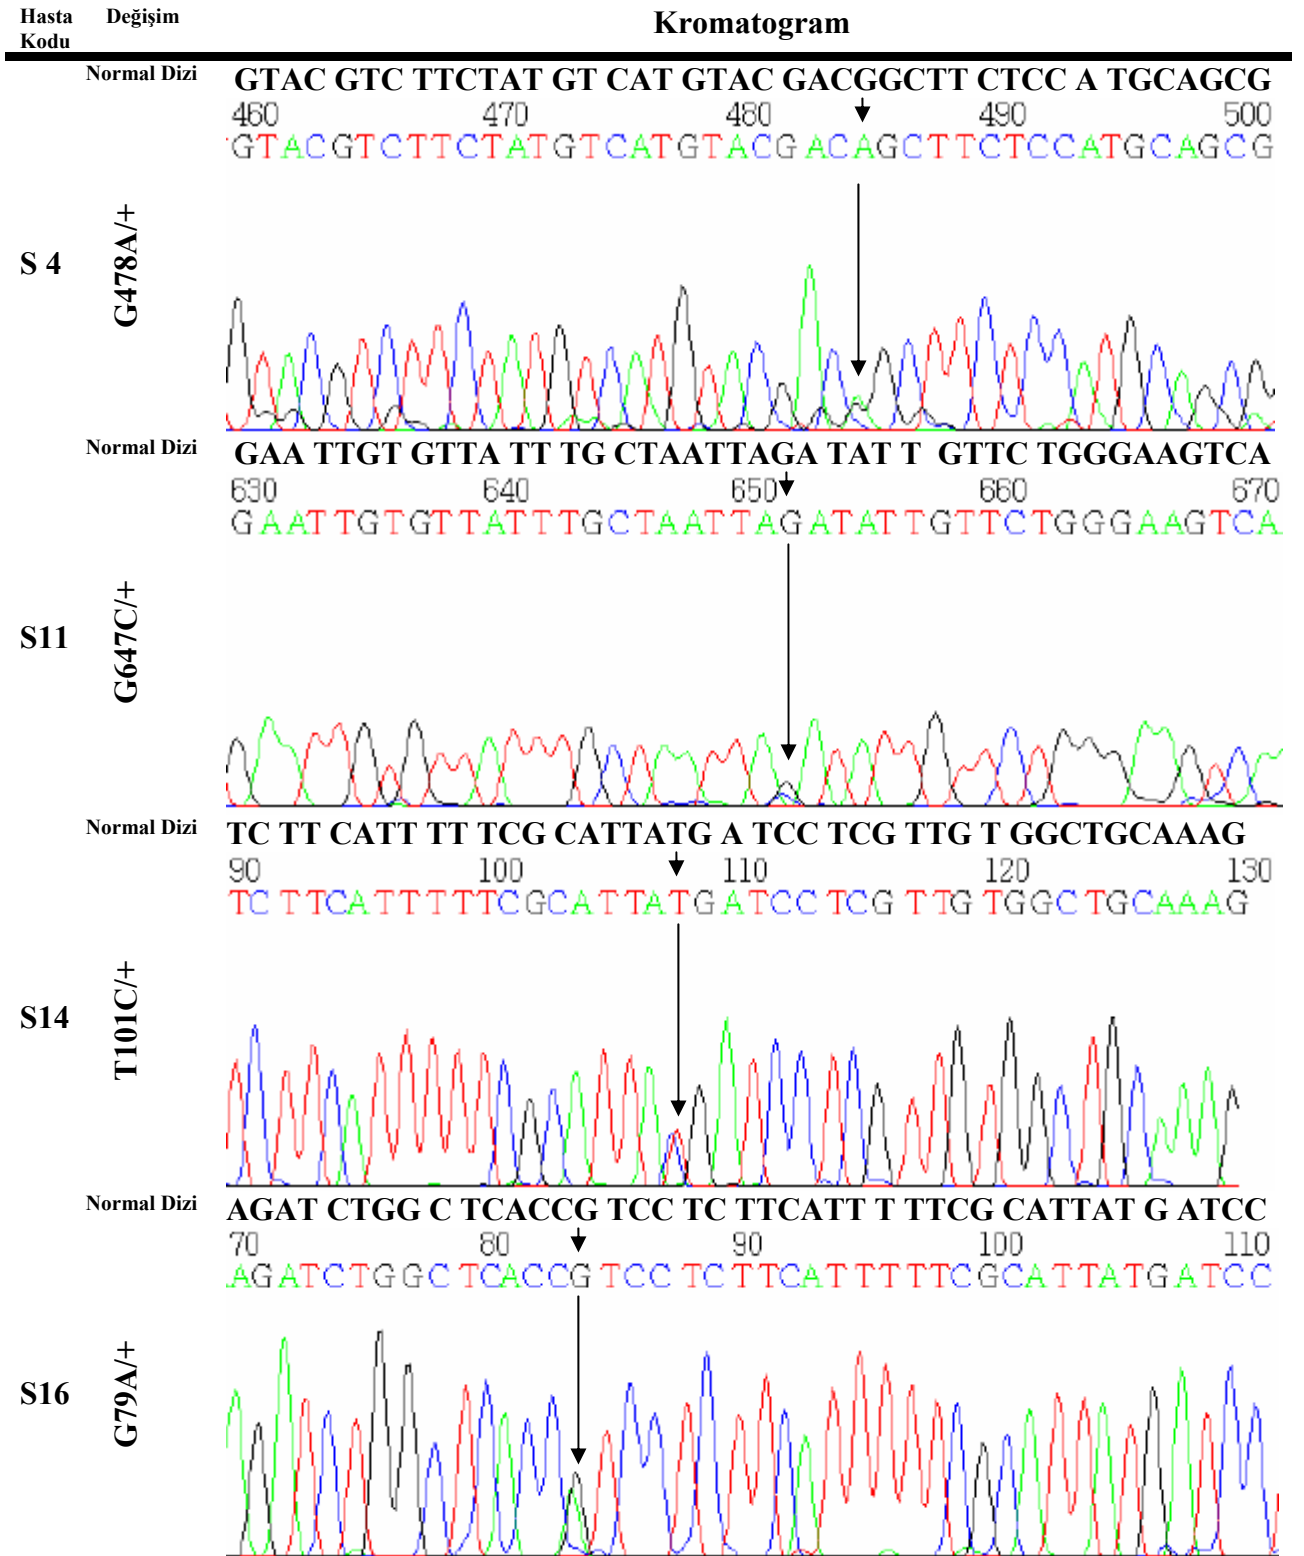 Hasta Kodu Değişim Kromatogram
Normal Dizi GTAC GTC TTCTAT GT CAT GTAC GACGGCTT CTCC A TGCAGCG
460 470 480 490 500
GTACGTCTTCTATGTCATGTACGACAGCTTCTCCATGCAGCG
S 4 G478A/+
Normal Dizi GAA TTGT GTTA TT TG CTAATTAGA TAT T GTTC TGGGAAGTCA
630 640 650 660 670
GAATTGTGTTATTTGCTAATTAGATATTGTTCTGGGAAGTCA
S11 G647C/+
Normal Dizi TC TT CATT TT TCG CATTATG A TCC TCG TTG T GGCTGCAAAG
90 100 110 120 130
TCTTCATTTTTCGCATTATGATCCTCGTTGTGGCTGCAAAG
S14 T101C/+
Normal Dizi AGAT CTGG C TCACCG TCC TC TTCATT T TTCG CATTAT G ATCC
70 80 90 100 110
AGATCTGGCTCACCGTCCTCTTCATTTTTCGCATTATGATCC
S16 G79A/+